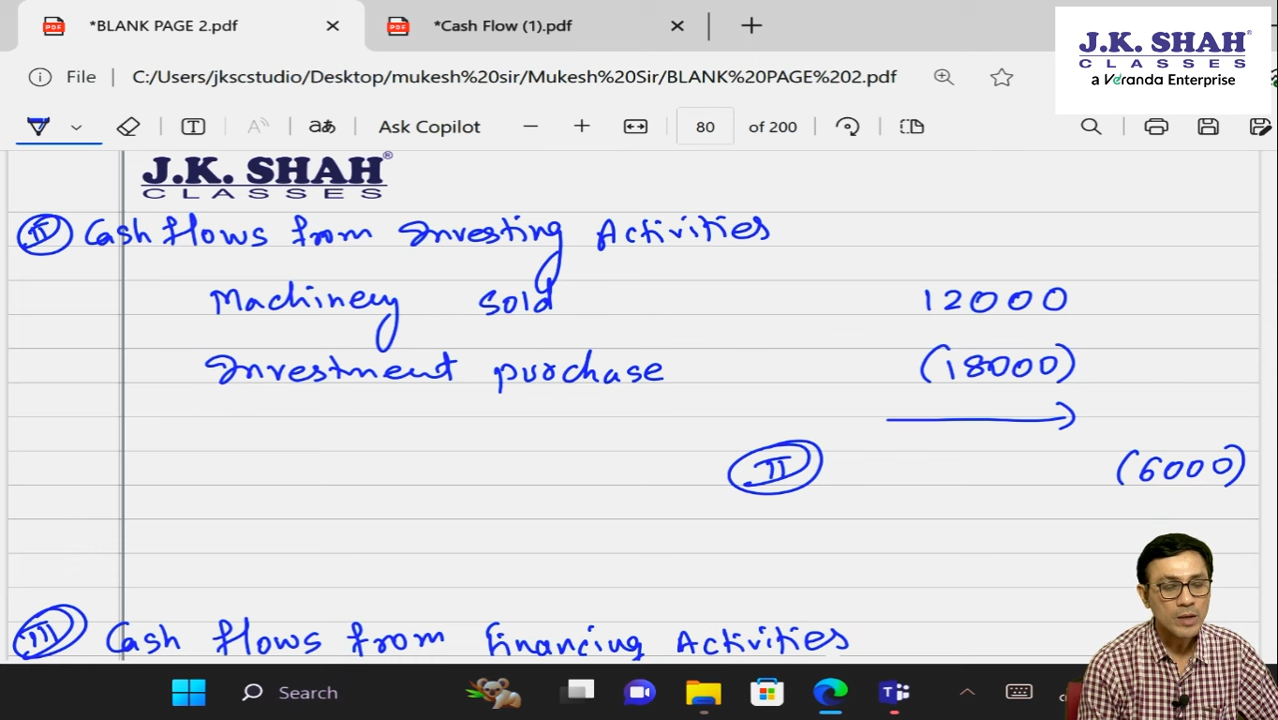 *BLANK PAGE 2.pdf
*Cash Flow (1).pdf
J.K. SHAH®
CLASSES
a Veranda Enterprise
File C:/Users/jkscstudio/Desktop/mukesh%20sir/Mukesh%20Sir/BLANK%20PAGE%202.pdf
Ask Copilot 80 of 200
J.K. SHAH®
CLASSES
II Cash flows from Investing Activities
Machinery sold 12000
Investment purchase (18000)
II (6000)
III Cash flows from Financing Activities
Search